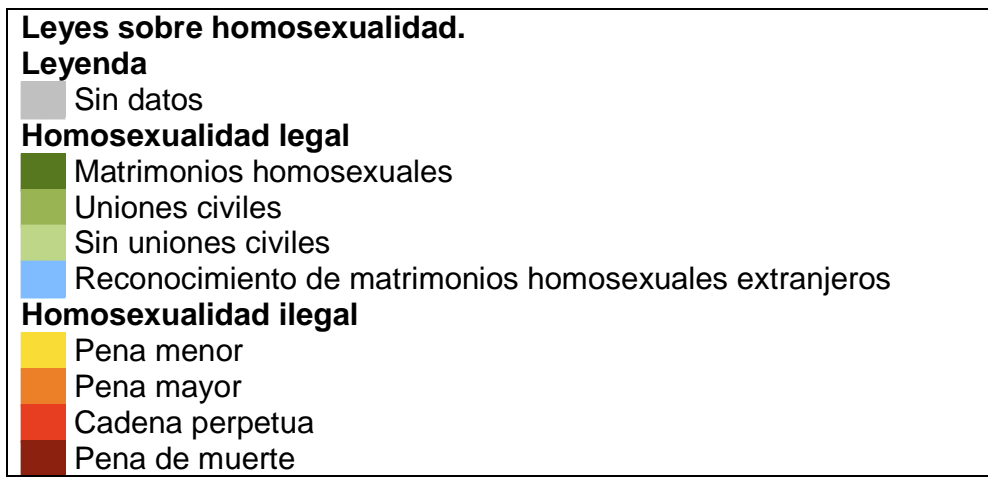 Leyes sobre homosexualidad.
Leyenda
Sin datos
Homosexualidad legal
Matrimonios homosexuales
Uniones civiles
Sin uniones civiles
Reconocimiento de matrimonios homosexuales extranjeros
Homosexualidad ilegal
Pena menor
Pena mayor
Cadena perpetua
Pena de muerte